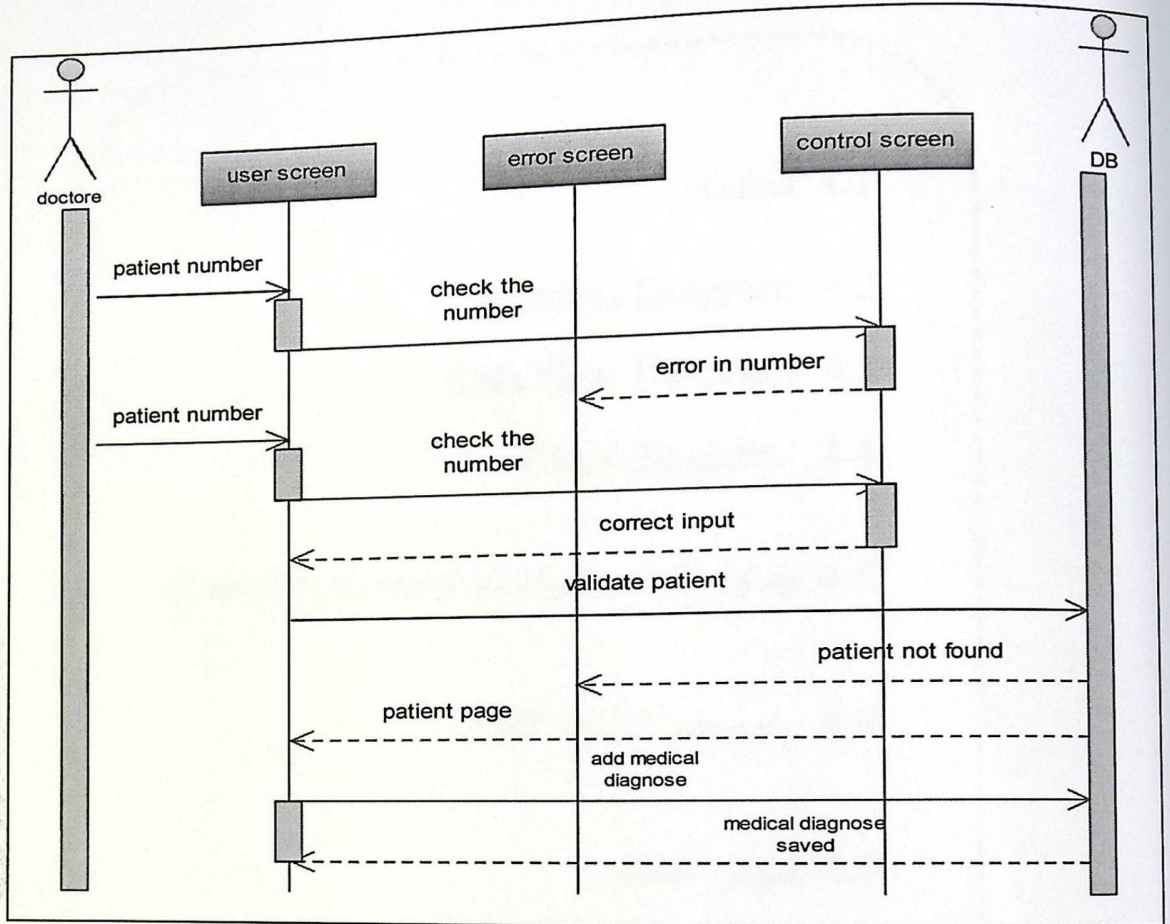 doctore
user screen
error screen
control screen
DB
patient number
check the
number
error in number
patient number
check the
number
correct input
validate patient
patient not found
patient page
add medical
diagnose
medical diagnose
saved